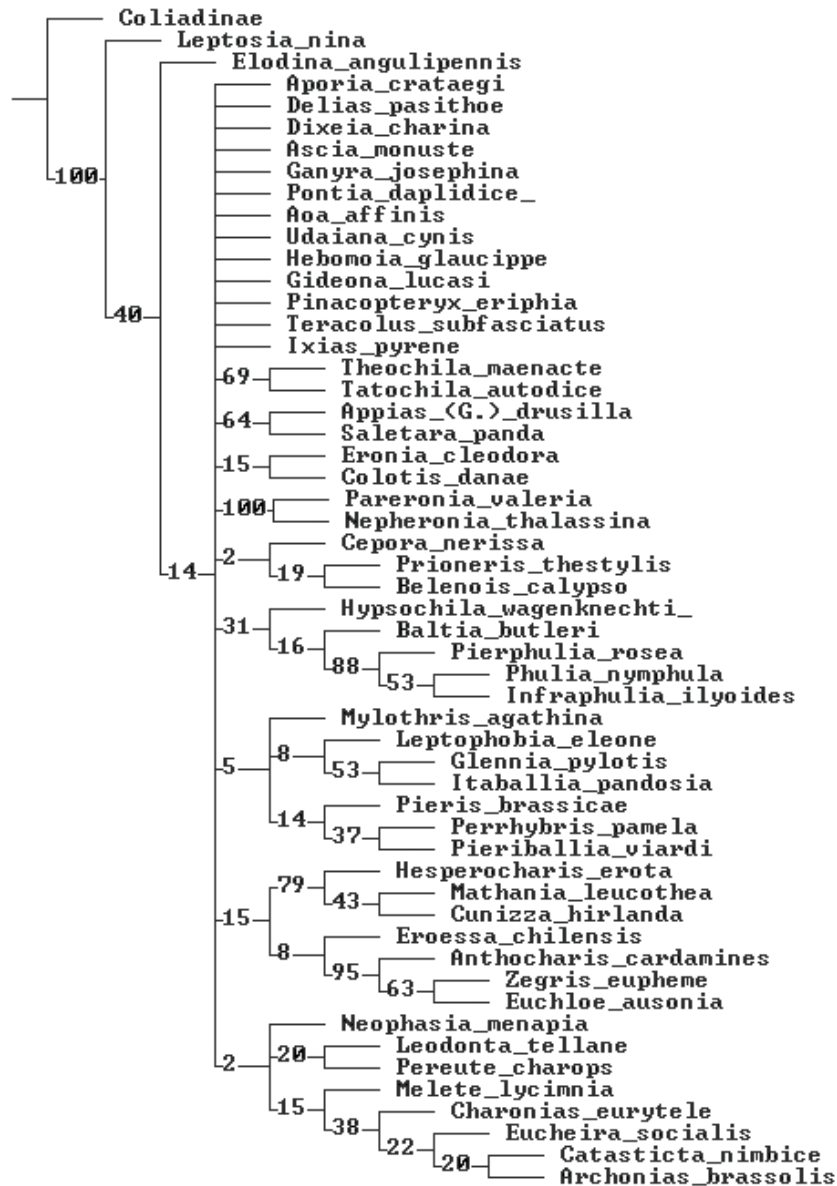 Coliadinae
Leptosia_nina
Elodina_angulipennis
Aporia_crataegi
Delias_pasithoe
Dixeia_charina
Ascia_monuste
100
Ganyra_josephina
Pontia_daplidice_
Aoa_affinis
Udaiana_cynis
Hebomoia_glaucippe
Gideona_lucasi
Pinacopteryx_eriphia
40
Teracolus_subfasciatus
Ixias_pyrene
Theochila_maenacte
69
Tatochila_autodice
Appias_(G.)_drusilla
64
Saletara_panda
Eronia_cleodora
15
Colotis_danae
Pareronia_valeria
100
Nepheronia_thalassina
Cepora_nerissa
2
Prioneris_thestylis
14 19
Belenois_calypso
Hypsochila_wagenknechti_
31
Baltia_butleri
16
Pierphulia_rosea
88
Phulia_nymphula
53
Infraphulia_ilyoides
Mylothris_agathina
Leptophobia_eleone
8
Glennia_pylotis
5 53
Itaballia_pandosia
Pieris_brassicae
14
Perrhybris_pamela
37
Pieriballia_viardi
Hesperocharis_erota
79
Mathania_leucothea
43
Cunizza_hirlanda
15
Eroessa_chilensis
8
Anthocharis_cardamines
95
Zegris_eupheme
63
Euchloe_ausonia
Neophasia_menapia
Leodonta_tellane
20
Pereute_charops
2
Melete_lycimnia
15
Charonias_eurytele
38
Eucheira_socialis
22
Catasticta_nimbice
20
Archonias_brassolis